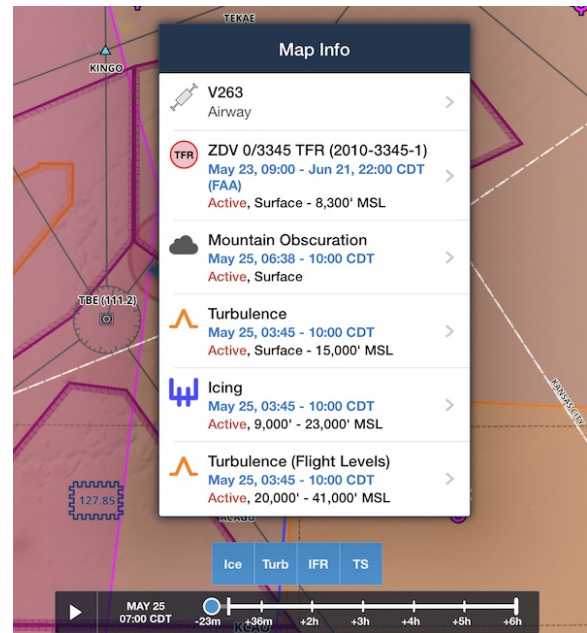 TEKAE
KINGO
Map Info
V263
Airway
TFR
ZDV 0/3345 TFR (2010-3345-1)
May 23, 09:00 - Jun 21, 22:00 CDT
(FAA)
Active, Surface - 8,300' MSL
Mountain Obscuration
May 25, 06:38 - 10:00 CDT
Active, Surface
TBE (111.2)
Turbulence
May 25, 03:45 - 10:00 CDT
Active, Surface - 15,000' MSL
Icing
May 25, 03:45 - 10:00 CDT
Active, 9,000' - 23,000' MSL
KANSAS CITY
Turbulence (Flight Levels)
May 25, 03:45 - 10:00 CDT
Active, 20,000' - 41,000' MSL
127.85
Ice Turb IFR TS
MAY 25
07:00 CDT
-23m +36m +2h +3h +4h +5h +6h